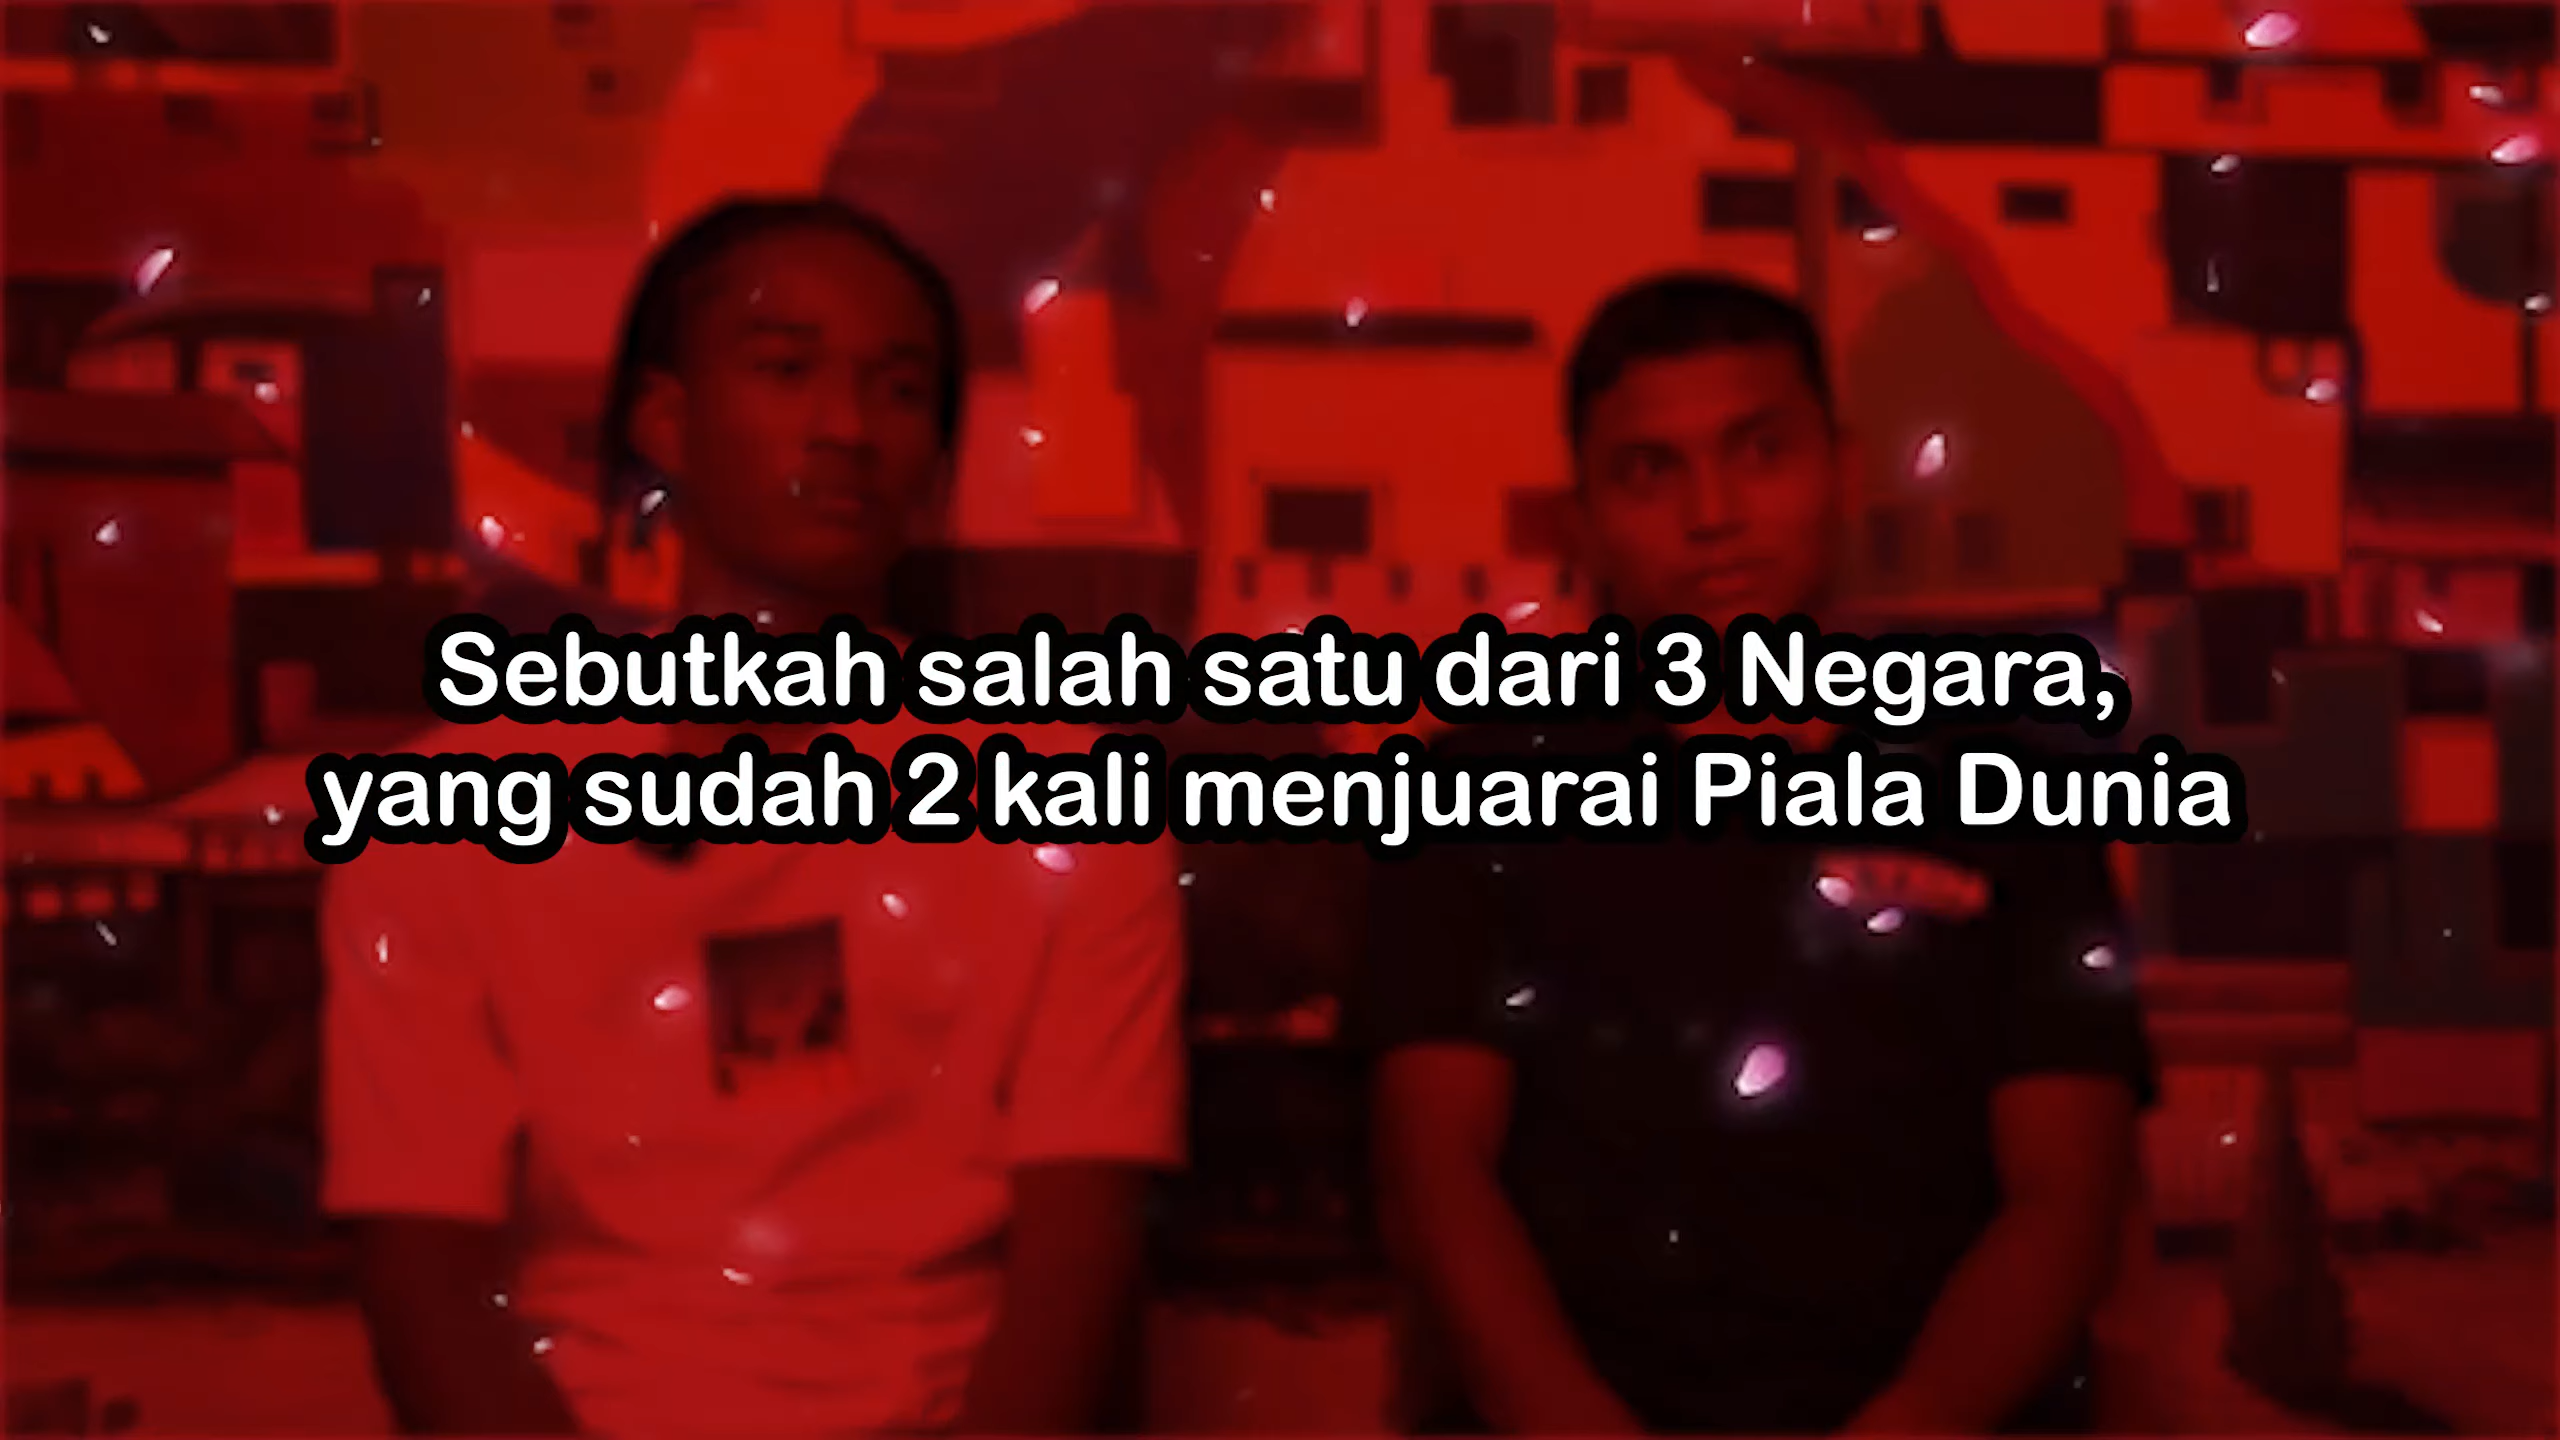 Sebutkah salah satu dari 3 Negara,
yang sudah 2 kali menjuarai Piala Dunia